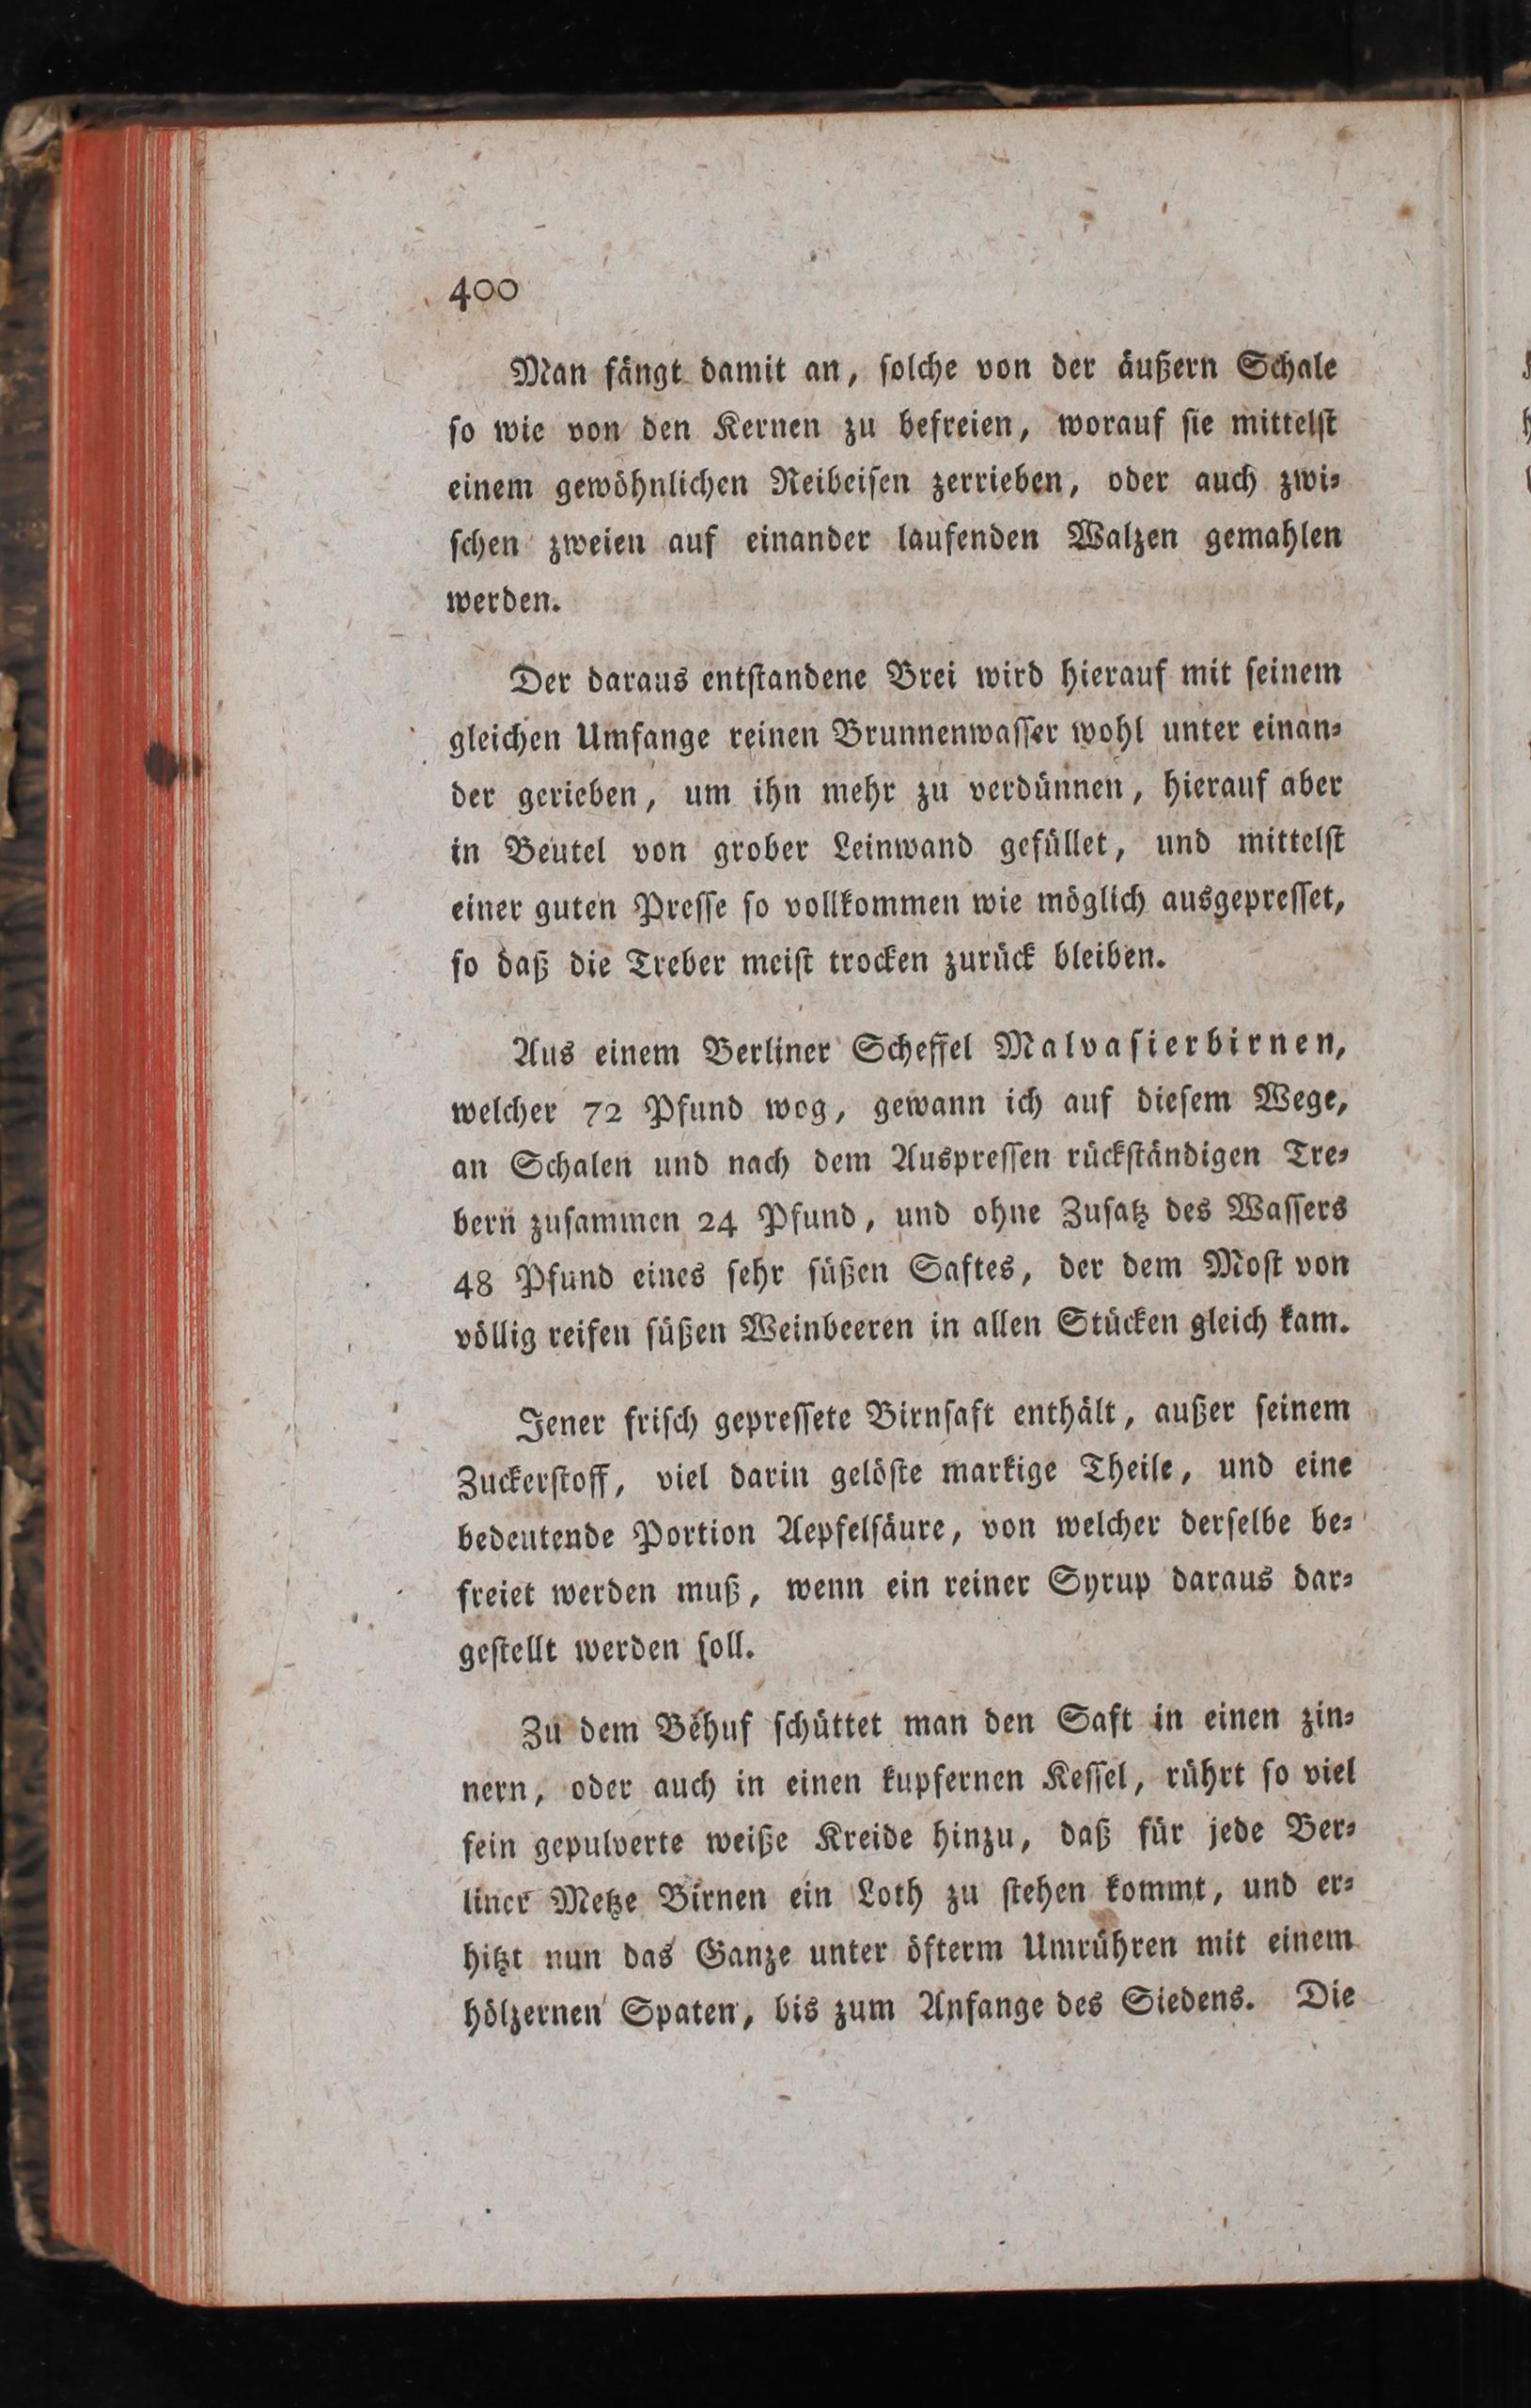 400
Man fängt damit an, solche von der äußern Schale
so wie von den Kernen zu befreien, worauf sie mittelst
einem gewöhnlichen Reibeisen zerrieben, oder auch zwi⸗
schen zweien auf einander laufenden Walzen gemahlen
werden.
Der daraus entstandene Brei wird hierauf mit seinem
gleichen Umfange reinen Brunnenwasser wohl unter einan⸗
der gerieben, um ihn mehr zu verdünnen, hierauf aber
in Beutel von grober Leinwand gefüllet, und mittelst
einer guten Presse so vollkommen wie möglich ausgepresset,
so daß die Treber meist trocken zurück bleiben.
Aus einem Berliner Scheffel Malvasierbirnen,
welcher 72 Pfund wog, gewann ich auf diesem Wege,
an Schalen und nach dem Auspressen rückständigen Tre⸗
bern zusammen 24 Pfund, und ohne Zusatz des Wassers
48 Pfund eines sehr süßen Saftes, der dem Most von
völlig reifen süßen Weinbeeren in allen Stücken gleich kam.
Jener frisch gepressete Birnsaft enthält, außer seinem
Zuckerstoff, viel darin gelöste markige Theile, und eine
bedeutende Portion Aepfelsäure, von welcher derselbe be⸗
freiet werden muß, wenn ein reiner Syrup daraus dar⸗
gestellt werden soll.
Zu dem Behuf schüttet man den Saft in einen zin⸗
nern, oder auch in einen kupfernen Kessel, rührt so viel
fein gepulverte weiße Kreide hinzu, daß für jede Ber⸗
liner Metze Birnen ein Loth zu stehen kommt, und er⸗
hitzt nun das Ganze unter öfterm Umrühren mit einem
hölzernen Spaten, bis zum Anfange des Siedens. Die